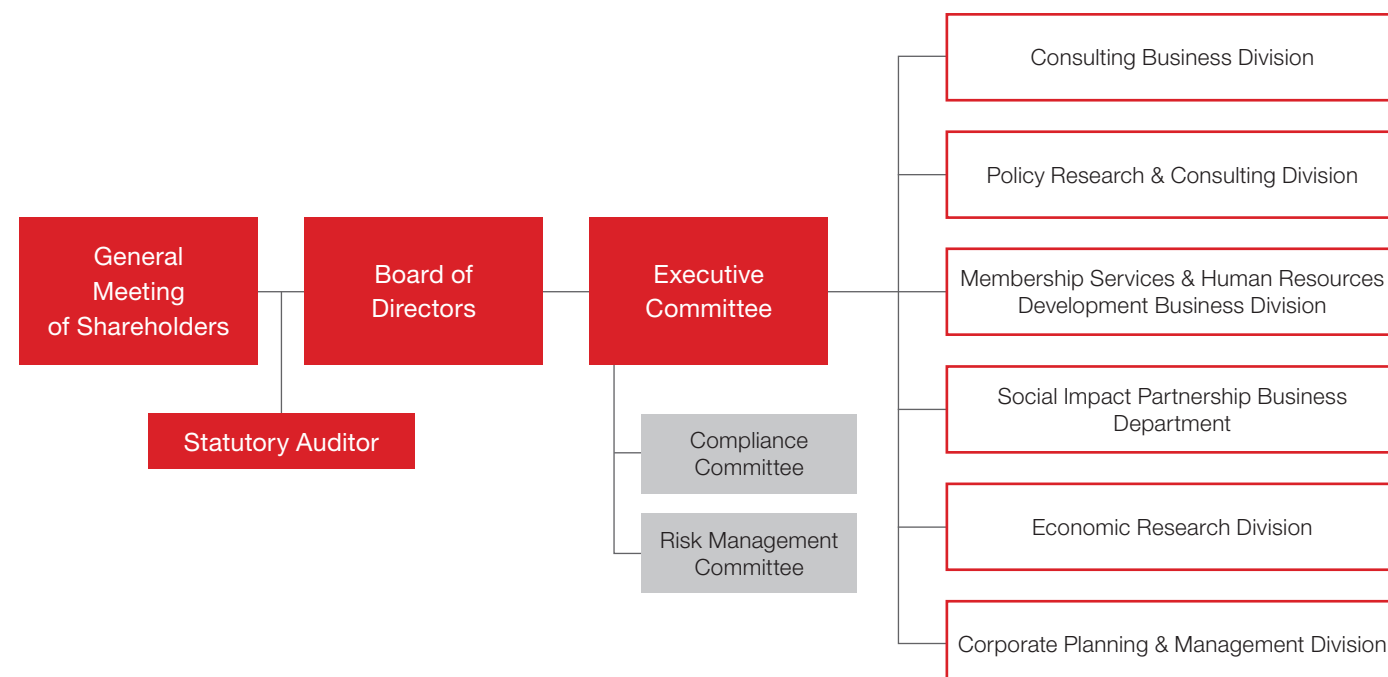 General
Meeting
of Shareholders
Board of
Directors
Executive
Committee
Statutory Auditor
Compliance
Committee
Risk Management
Committee
Consulting Business Division
Policy Research & Consulting Division
Membership Services & Human Resources
Development Business Division
Social Impact Partnership Business
Department
Economic Research Division
Corporate Planning & Management Division